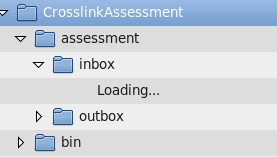 CrosslinkAssessment
assessment
inbox
Loading...
outbox
bin